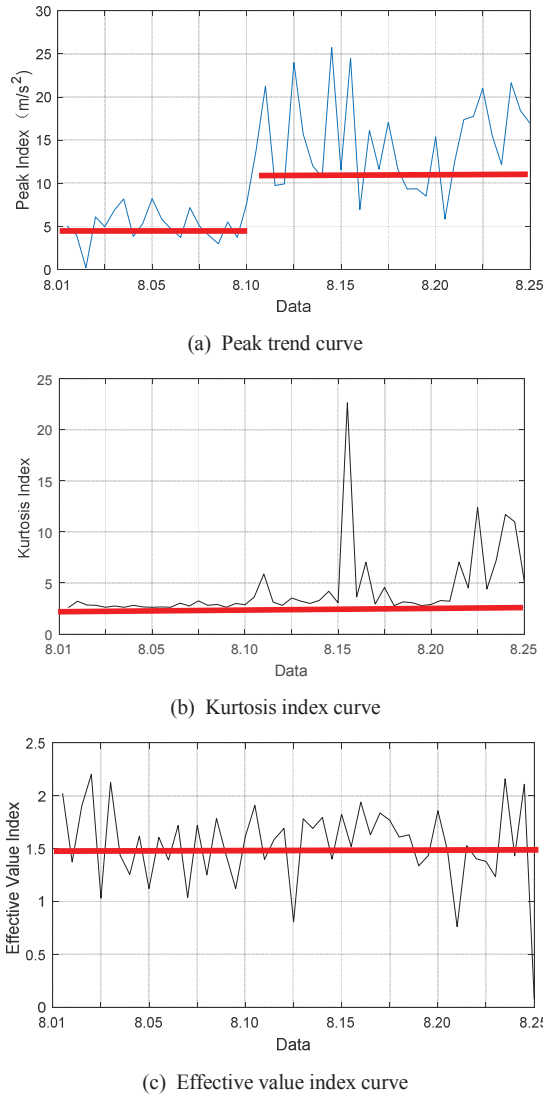 30
25
20
15
10
5
0
Peak Index (m/s²)
8.01 8.05 8.10 8.15 8.20 8.25
Data
(a) Peak trend curve
25
20
15
10
5
0
Kurtosis Index
8.01 8.05 8.10 8.15 8.20 8.25
Data
(b) Kurtosis index curve
2.5
2
1.5
1
0.5
0
Effective Value Index
8.01 8.05 8.10 8.15 8.20 8.25
Data
(c) Effective value index curve